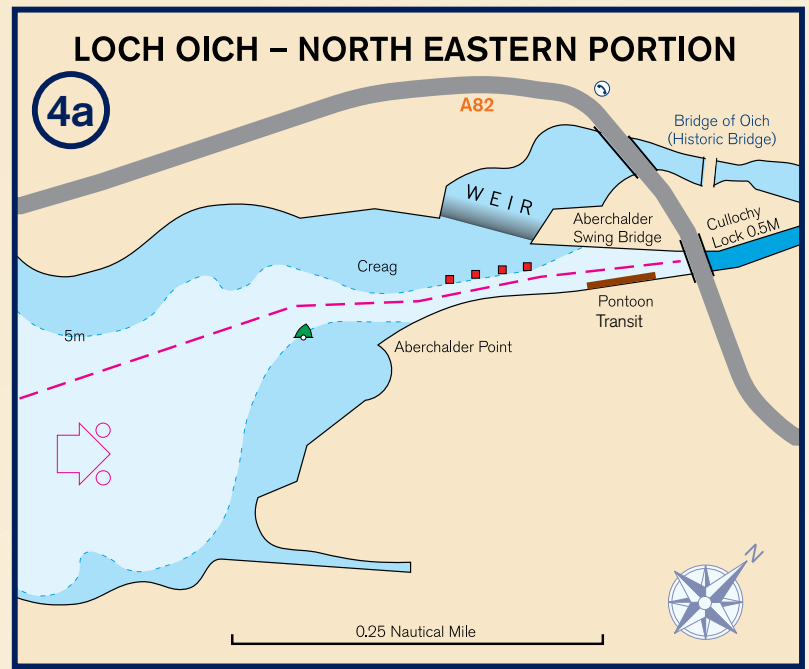 LOCH OICH – NORTH EASTERN PORTION
4a
A82
Bridge of Oich
(Historic Bridge)
WEIR
Aberchalder
Swing Bridge
Cullochy
Lock 0.5M
Creag
Pontoon
Transit
5m
Aberchalder Point
N
0.25 Nautical Mile